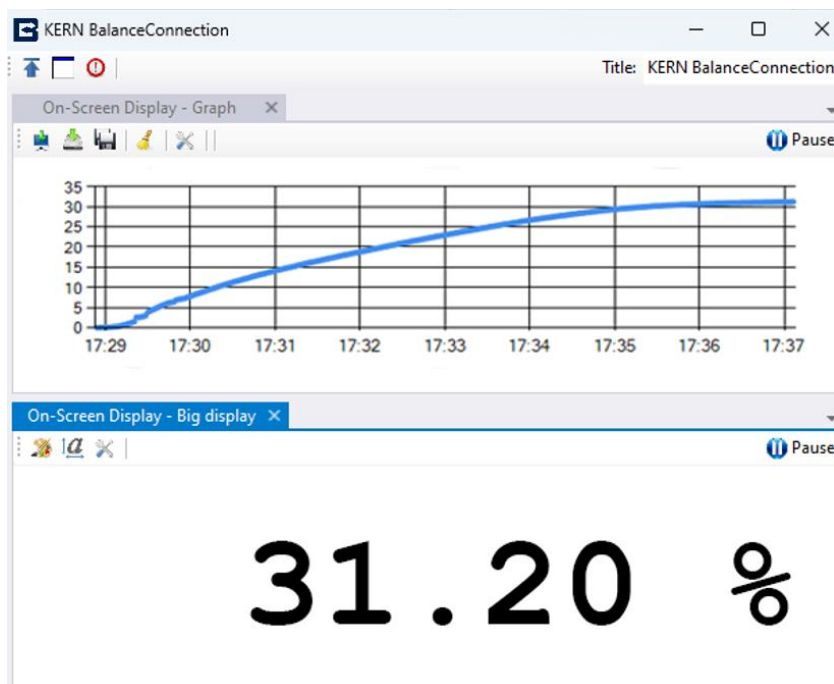 KERN BalanceConnection
Title: KERN BalanceConnection
On-Screen Display - Graph
Pause
35
30
25
20
15
10
5
0
17:29 17:30 17:31 17:32 17:33 17:34 17:35 17:36 17:37
On-Screen Display - Big display
a Pause
31.20 %